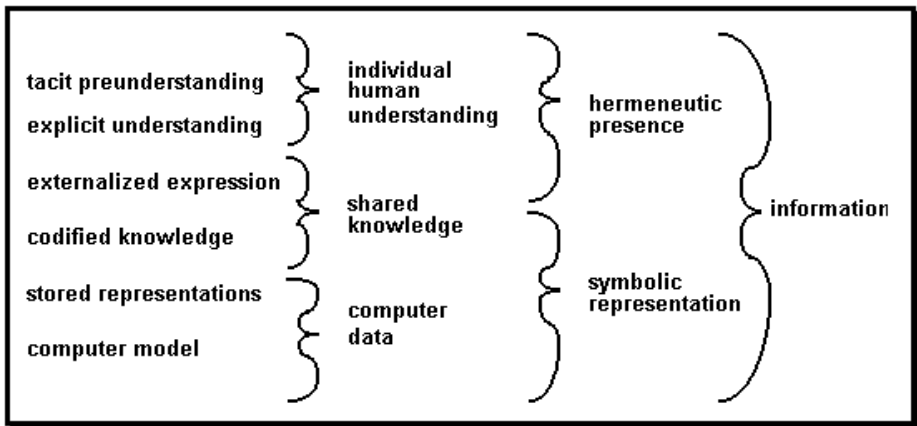 tacit preunderstanding
explicit understanding
externalized expression
codified knowledge
stored representations
computer model
individual
human
understanding
shared
knowledge
computer
data
hermeneutic
presence
symbolic
representation
information